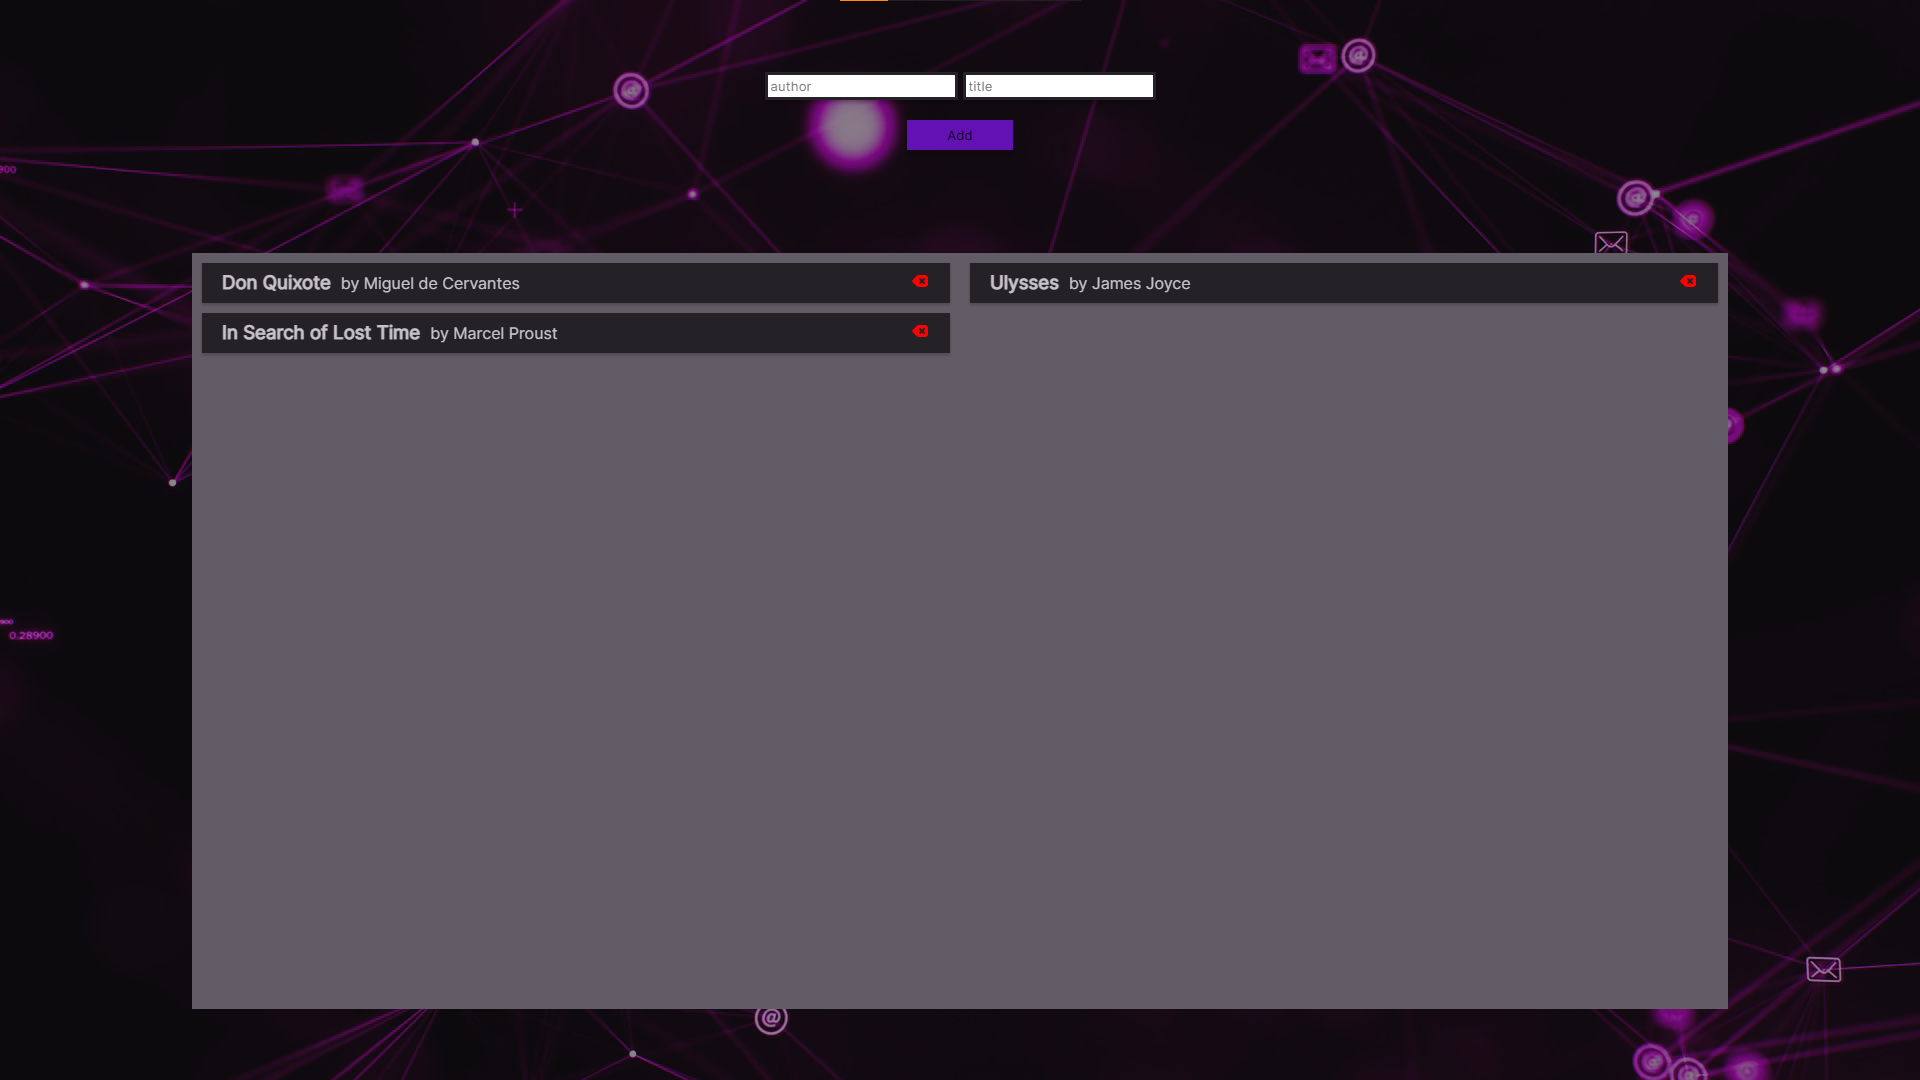 author title
Add
Don Quixote by Miguel de Cervantes
Ulysses by James Joyce
In Search of Lost Time by Marcel Proust
0.28900